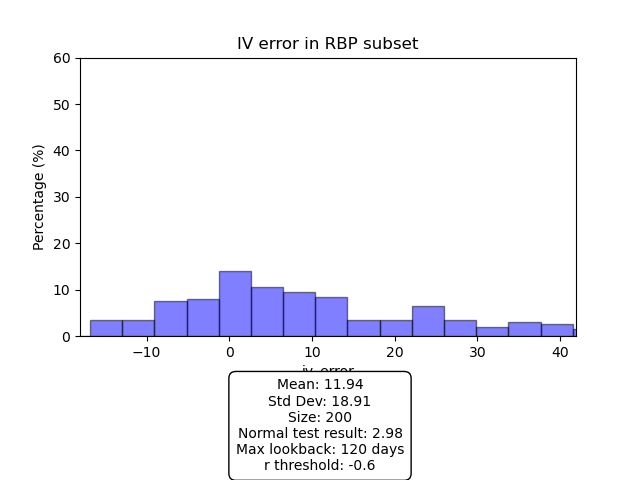 IV error in RBP subset
60
50
40
30
20
10
0
Percentage (%)
−10
0
10
20
30
40
iv_error
Mean: 11.94
Std Dev: 18.91
Size: 200
Normal test result: 2.98
Max lookback: 120 days
r threshold: -0.6